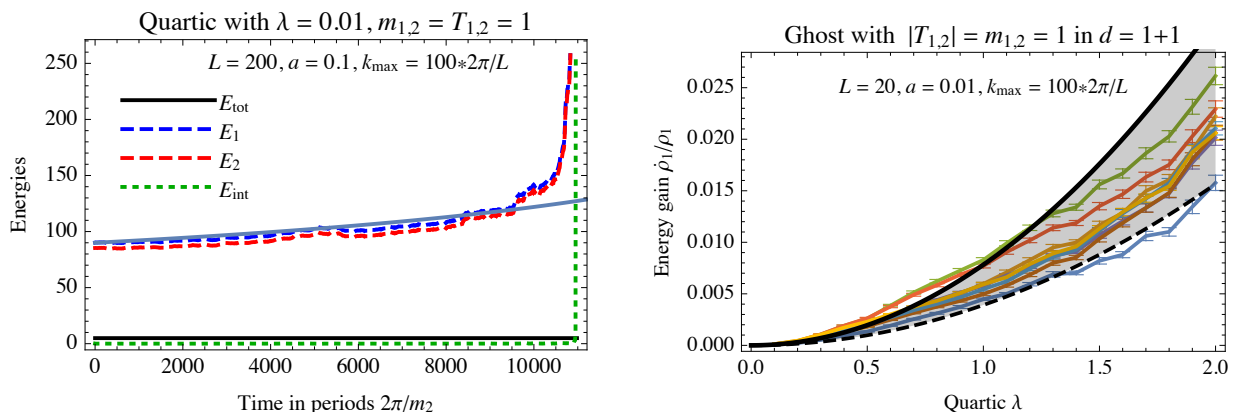 Quartic with λ = 0.01, m₁,₂ = T₁,₂ = 1
L = 200, a = 0.1, kmax = 100*2π/L
Etot
E₁
E₂
Eint
Energies
250
200
150
100
50
0
0 2000 4000 6000 8000 10000
Time in periods 2π/m₂
Ghost with |T₁,₂| = m₁,₂ = 1 in d = 1+1
L = 20, a = 0.01, kmax = 100*2π/L
Energy gain ρ̇₁/ρ₁
0.025
0.020
0.015
0.010
0.005
0.000
0.0 0.5 1.0 1.5 2.0
Quartic λ